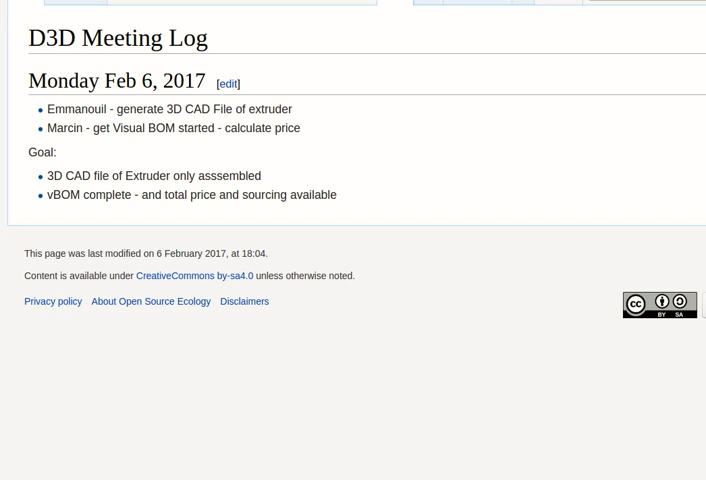 D3D Meeting Log
Monday Feb 6, 2017 [edit]
Emmanouil - generate 3D CAD File of extruder
Marcin - get Visual BOM started - calculate price
Goal:
3D CAD file of Extruder only asssembled
vBOM complete - and total price and sourcing available
This page was last modified on 6 February 2017, at 18:04.
Content is available under CreativeCommons by-sa4.0 unless otherwise noted.
Privacy policy About Open Source Ecology Disclaimers
cc BY SA